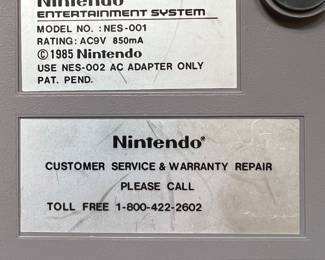 Nintendo
ENTERTAINMENT SYSTEM
MODEL NO. :NES-001
RATING: AC9V 850mA
©1985 Nintendo
USE NES-002 AC ADAPTER ONLY
PAT. PEND.
Nintendo®
CUSTOMER SERVICE & WARRANTY REPAIR
PLEASE CALL
TOLL FREE 1-800-422-2602